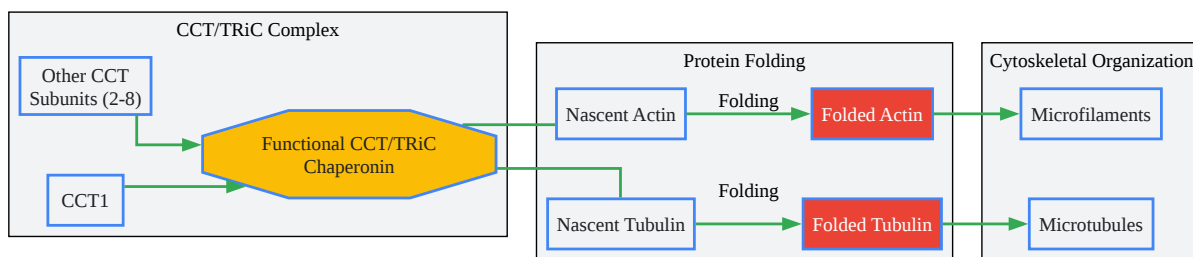 CCT/TRiC Complex
Other CCT
Subunits (2-8)
CCT1
Functional CCT/TRiC
Chaperonin
Protein Folding
Nascent Actin
Folding
Folded Actin
Nascent Tubulin
Folding
Folded Tubulin
Cytoskeletal Organization
Microfilaments
Microtubules